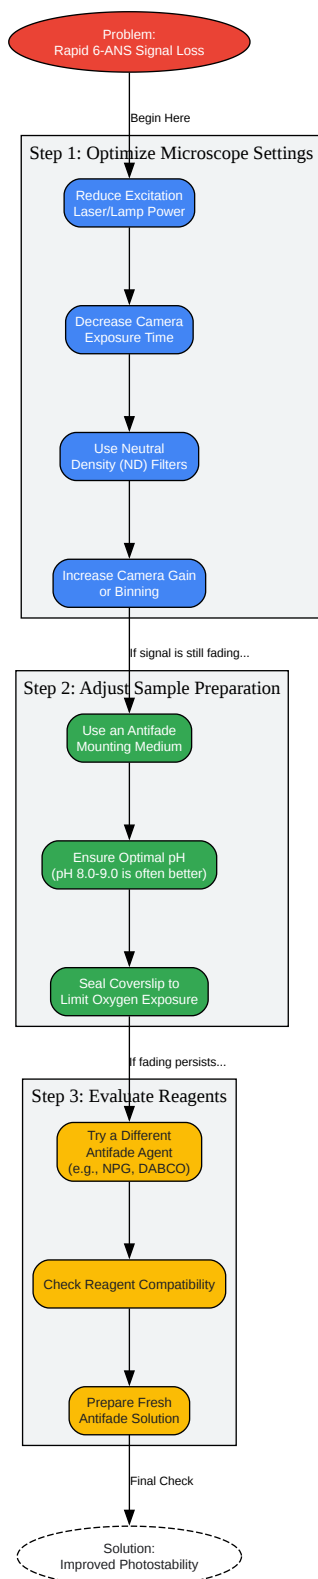 Problem:
Rapid 6-ANS Signal Loss
Begin Here
Step 1: Optimize Microscope Settings
Reduce Excitation
Laser/Lamp Power
Decrease Camera
Exposure Time
Use Neutral
Density (ND) Filters
Increase Camera Gain
or Binning
If signal is still fading...
Step 2: Adjust Sample Preparation
Use an Antifade
Mounting Medium
Ensure Optimal pH
(pH 8.0-9.0 is often better)
Seal Coverslip to
Limit Oxygen Exposure
If fading persists...
Step 3: Evaluate Reagents
Try a Different
Antifade Agent
(e.g., NPG, DABCO)
Check Reagent Compatibility
Prepare Fresh
Antifade Solution
Final Check
Solution:
Improved Photostability